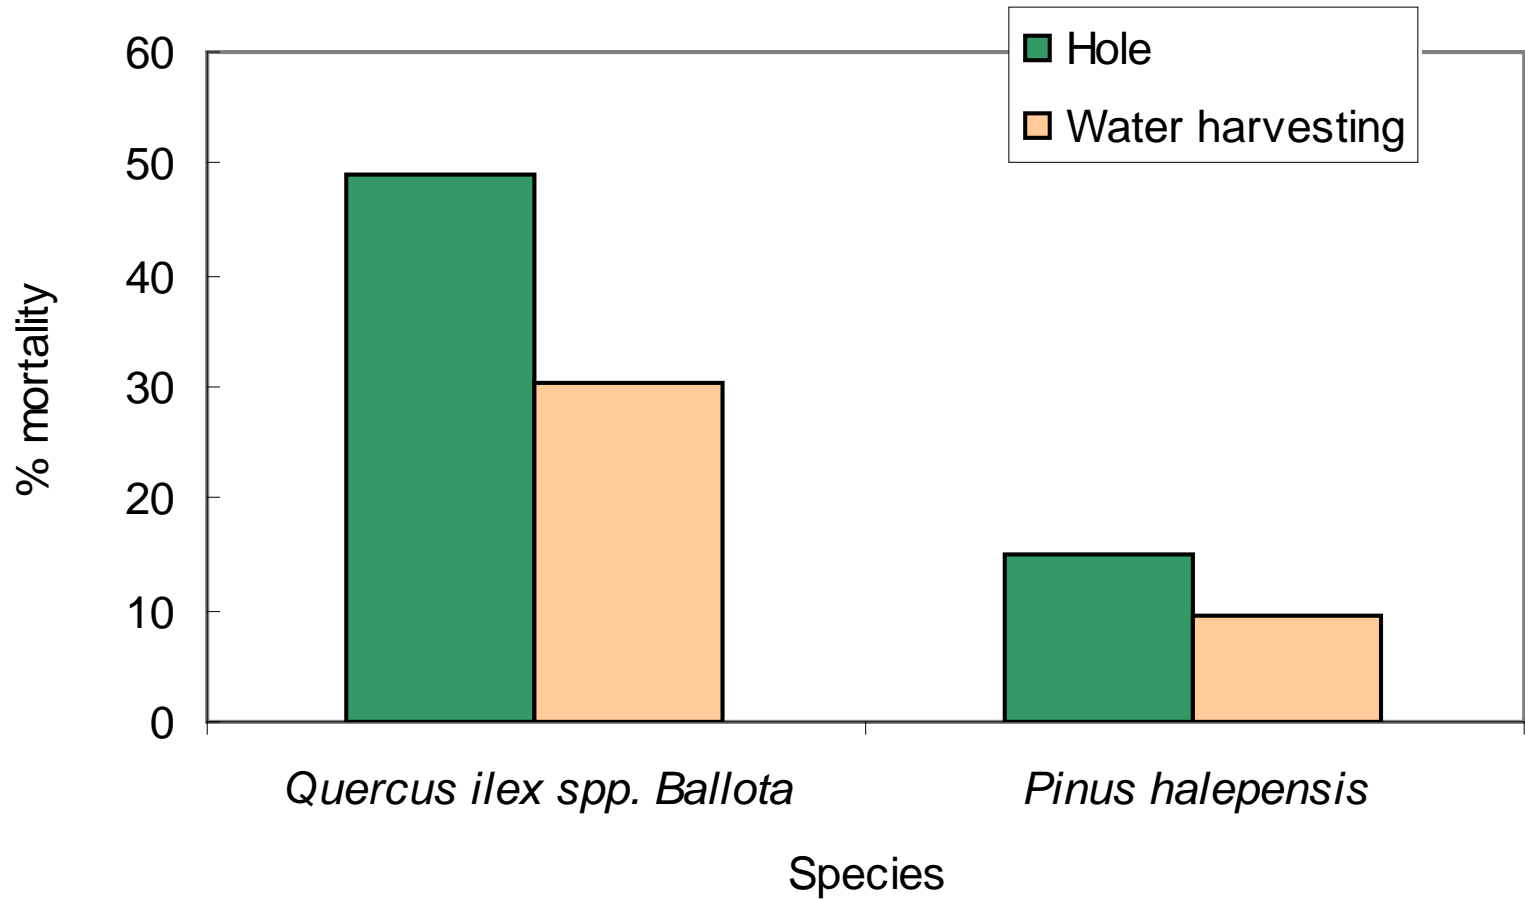 Hole
Water harvesting
60
50
40
30
20
10
0
% mortality
Quercus ilex spp. Ballota
Pinus halepensis
Species